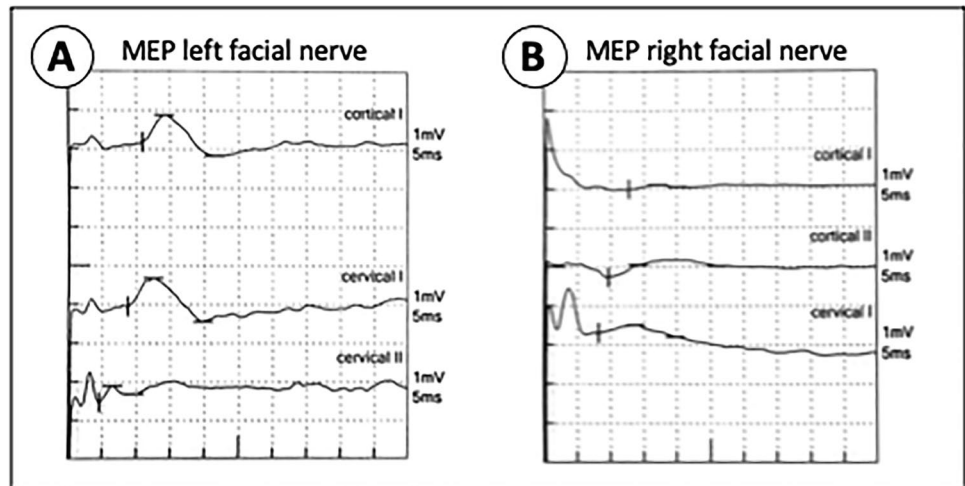 A MEP left facial nerve
cortical I
1mV
5ms
cervical I
1mV
5ms
cervical II
1mV
5ms
B MEP right facial nerve
cortical I
1mV
5ms
cortical II
1mV
5ms
cervical I
1mV
5ms